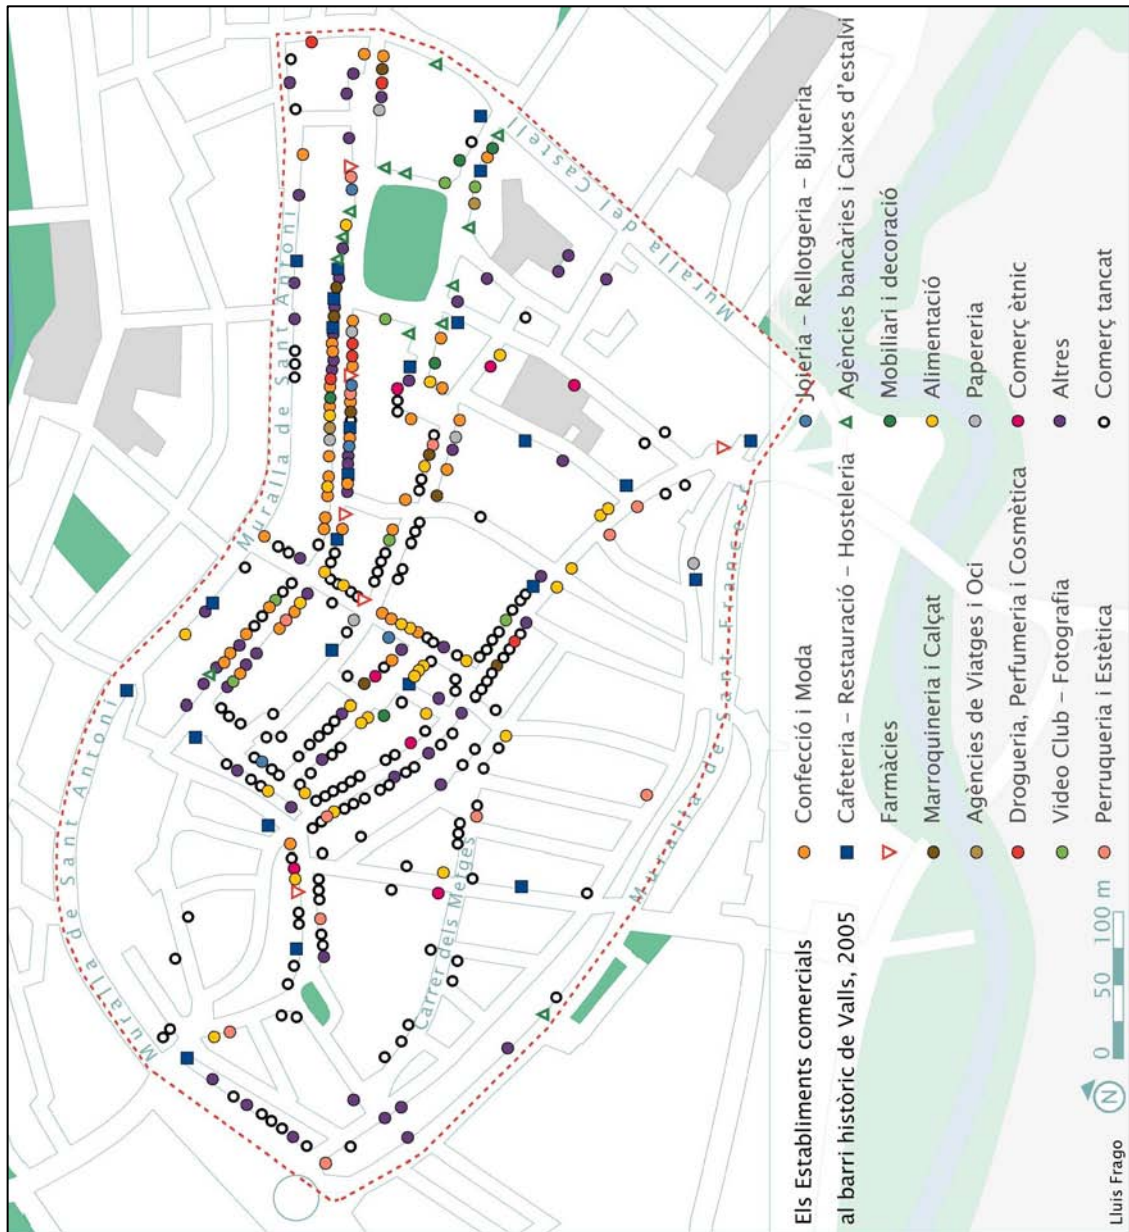 Muralla de Sant Antoni
Muralla de Sant Antoni
Muralla del Castell
Carrer dels Metges
Muralla de Sant Francesc
Els Establiments comercials
al barri històric de Valls, 2005
Confecció i Moda
Cafeteria – Restauració – Hosteleria
Farmàcies
Marroquineria i Calçat
Agències de Viatges i Oci
Drogueria, Perfumeria i Cosmètica
Video Club – Fotografia
Perruqueria i Estètica
Joieria – Rellotgeria – Bijuteria
Agències bancàries i Caixes d'estalvi
Mobiliari i decoració
Alimentació
Papereria
Comerç ètnic
Altres
Comerç tancat
Lluis Frago
N
0 50 100 m